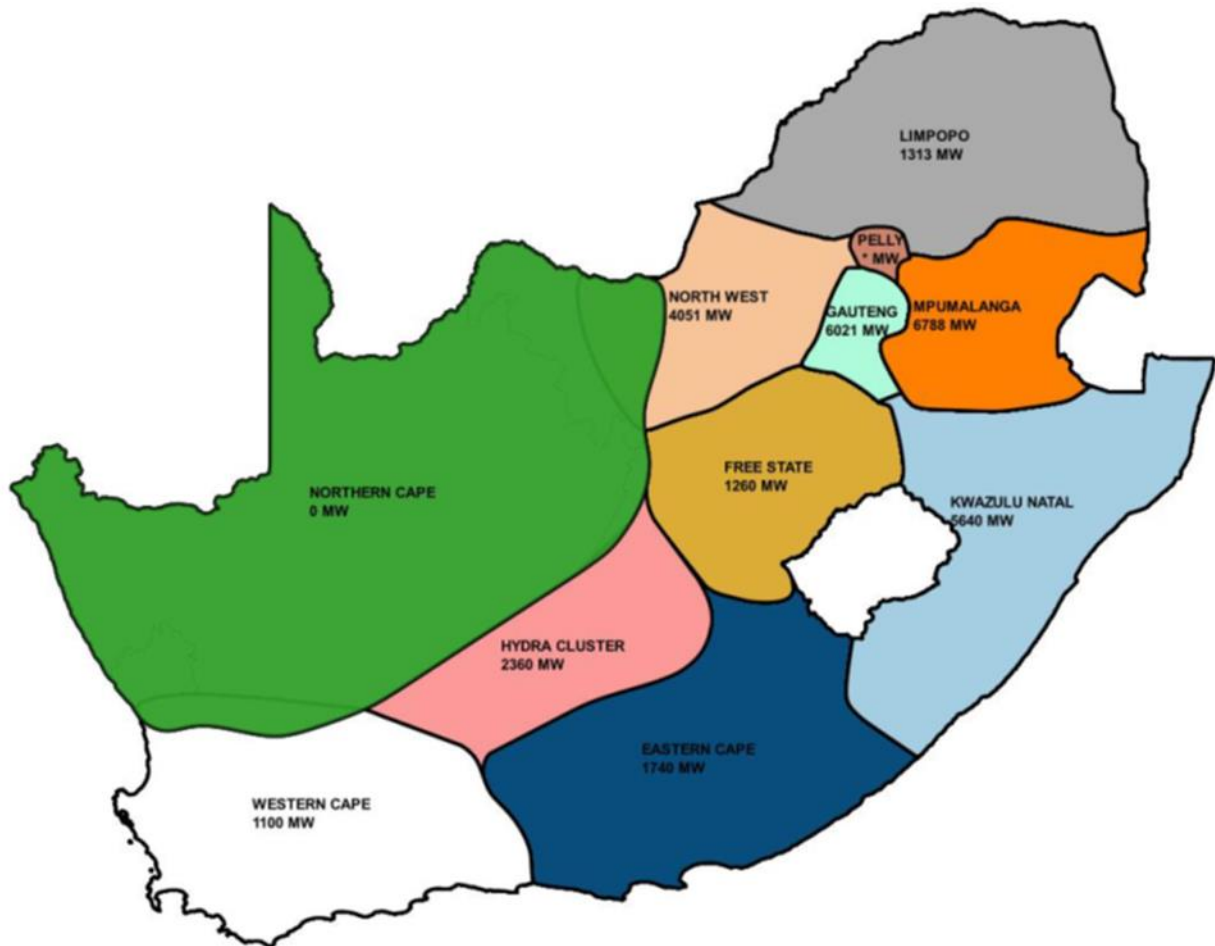 LIMPOPO
1313 MW
PELLY
* MW
NORTH WEST
4051 MW
GAUTENG
6021 MW
MPUMALANGA
6788 MW
FREE STATE
1260 MW
NORTHERN CAPE
0 MW
KWAZULU NATAL
5640 MW
HYDRA CLUSTER
2360 MW
EASTERN CAPE
1740 MW
WESTERN CAPE
1100 MW